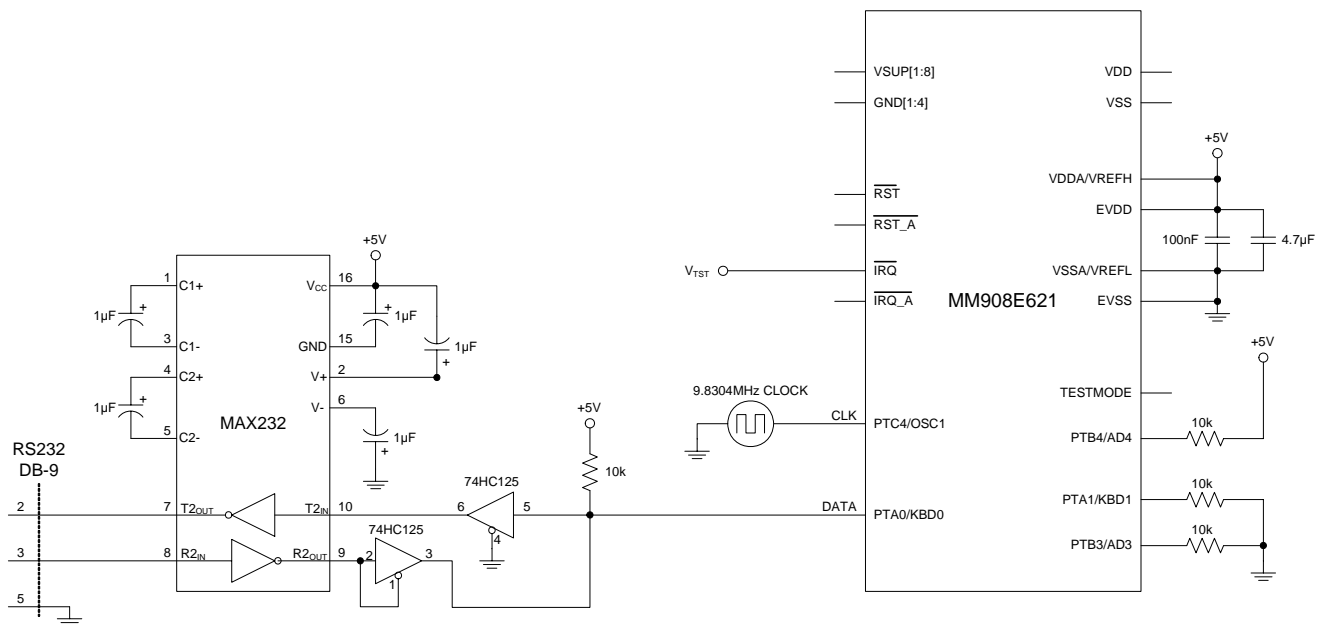 VSUP[1:8]
VDD
GND[1:4]
VSS
+5V
VDDA/VREFH
RST
EVDD
RST_A
100nF
4.7µF
VTST
IRQ
VSSA/VREFL
IRQ_A
MM908E621
EVSS
+5V
+5V
1
C1+
VCC
16
1µF
+
+
1µF
3
C1-
GND
15
1µF
+
4
C2+
V+
2
1µF
+
V-
6
MAX232
1µF
+
5
C2-
9.8304MHz CLOCK
TESTMODE
CLK
PTC4/OSC1
10k
PTB4/AD4
RS232
DB-9
+5V
10k
74HC125
10k
PTA1/KBD1
2
7
T2OUT
T2IN
10
6
5
4
DATA
PTA0/KBD0
74HC125
10k
PTB3/AD3
3
8
R2IN
R2OUT
9
2
3
1
5